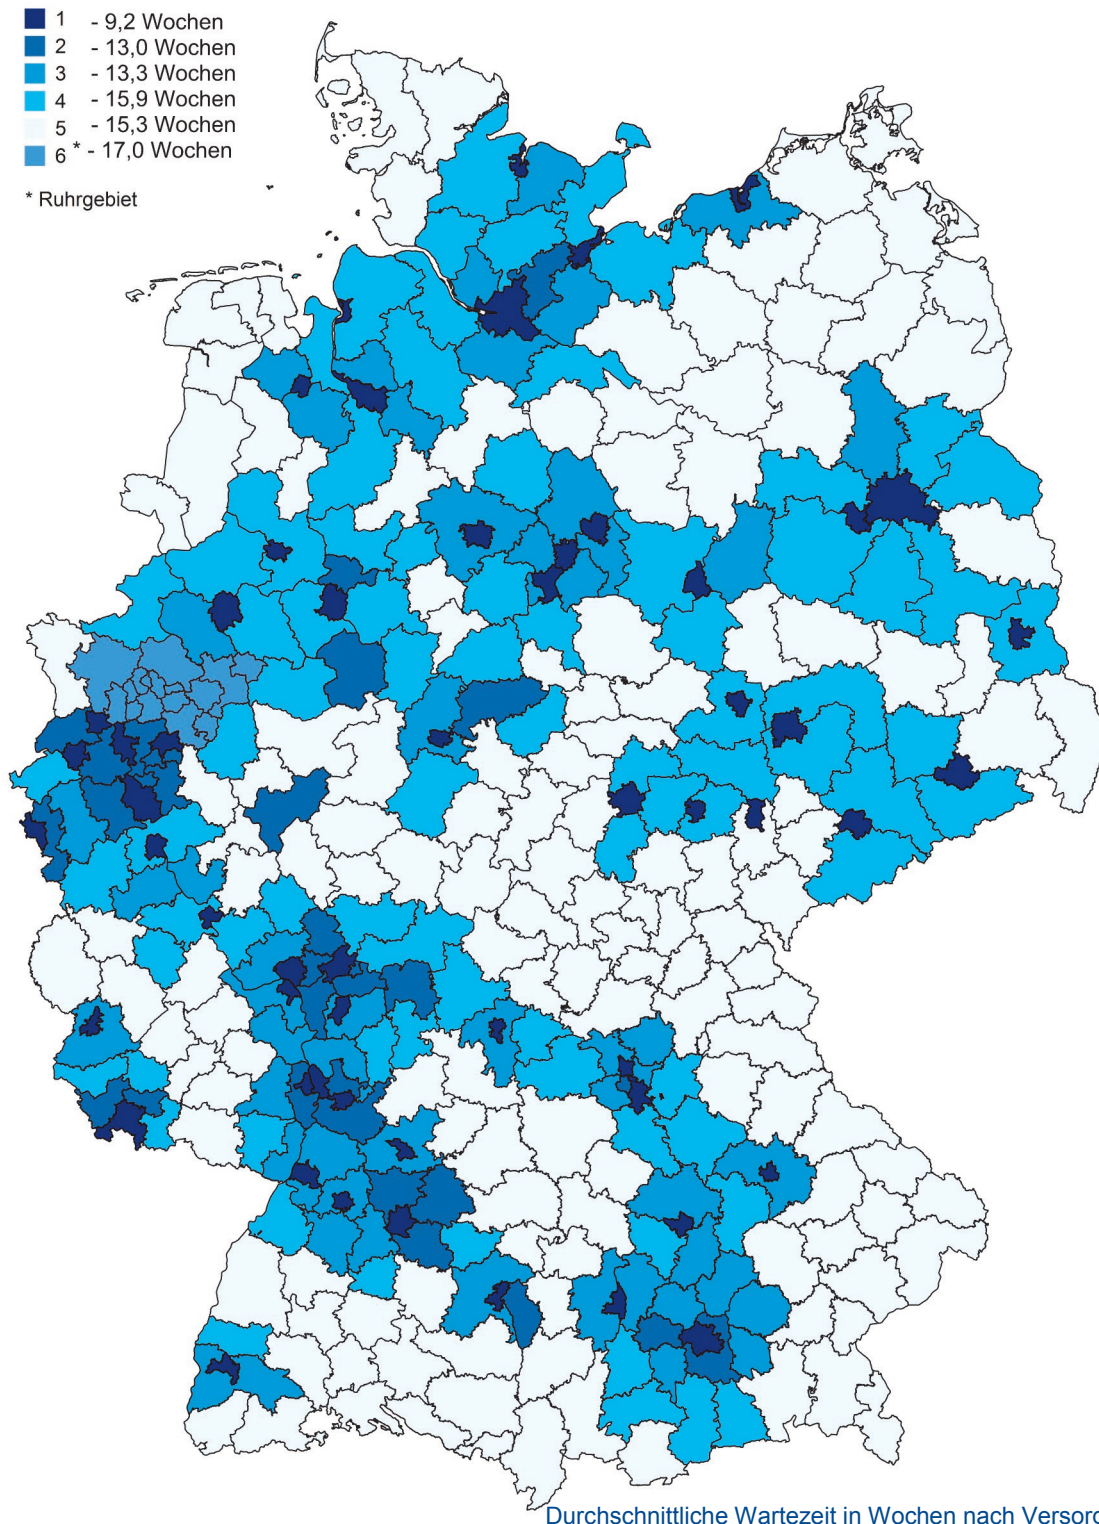 1 - 9,2 Wochen
2 - 13,0 Wochen
3 - 13,3 Wochen
4 - 15,9 Wochen
5 - 15,3 Wochen
6 * - 17,0 Wochen
* Ruhrgebiet
Durchschnittliche Wartezeit in Wochen nach Versorg